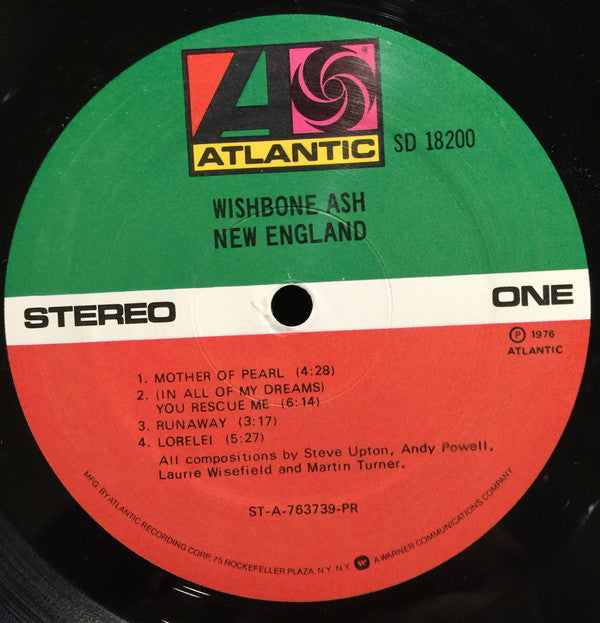 ATLANTIC
SD 18200
WISHBONE ASH
NEW ENGLAND
STEREO
ONE
Ⓟ 1976
ATLANTIC
1. MOTHER OF PEARL (4:28)
2. (IN ALL OF MY DREAMS)
YOU RESCUE ME (6:14)
3. RUNAWAY (3:17)
4. LORELEI (5:27)
All compositions by Steve Upton, Andy Powell,
Laurie Wisefield and Martin Turner.
ST-A-763739-PR
MFG. BY ATLANTIC RECORDING CORP. 75 ROCKEFELLER PLAZA, N.Y. N.Y. A WARNER COMMUNICATIONS COMPANY